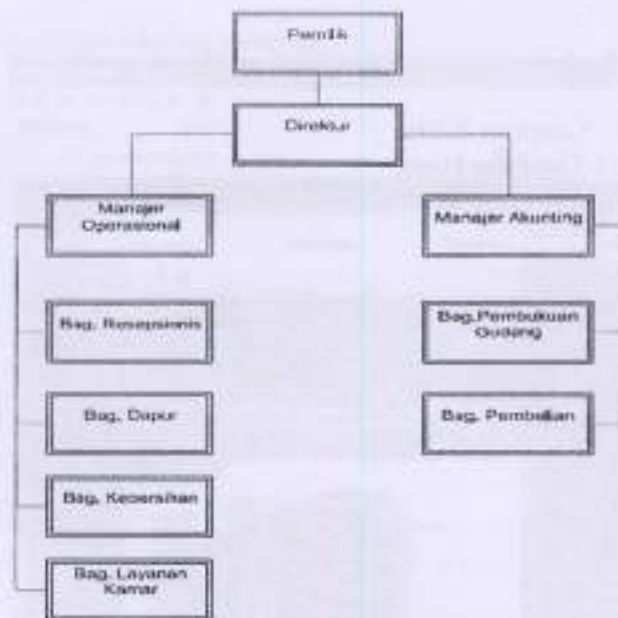 Pemilik
Direktur
Manajer
Operasional
Manajer Akunting
Bag. Resepsionis
Bag.Pembukuan
Gudang
Bag. Dapur
Bag. Pembelian
Bag. Kebersihan
Bag. Layanan
Kamar